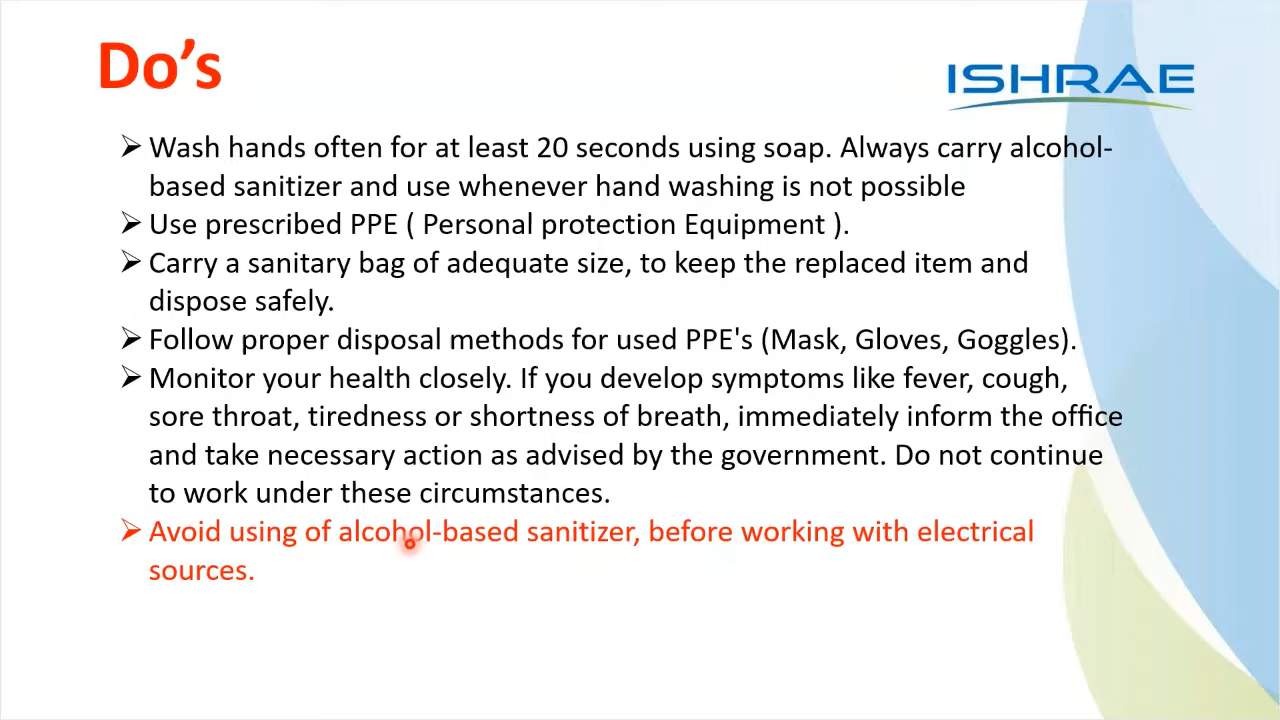 Do’s
ISHRAE
➢ Wash hands often for at least 20 seconds using soap. Always carry alcohol-
based sanitizer and use whenever hand washing is not possible
➢ Use prescribed PPE ( Personal protection Equipment ).
➢ Carry a sanitary bag of adequate size, to keep the replaced item and
dispose safely.
➢ Follow proper disposal methods for used PPE's (Mask, Gloves, Goggles).
➢ Monitor your health closely. If you develop symptoms like fever, cough,
sore throat, tiredness or shortness of breath, immediately inform the office
and take necessary action as advised by the government. Do not continue
to work under these circumstances.
➢ Avoid using of alcohol-based sanitizer, before working with electrical
sources.